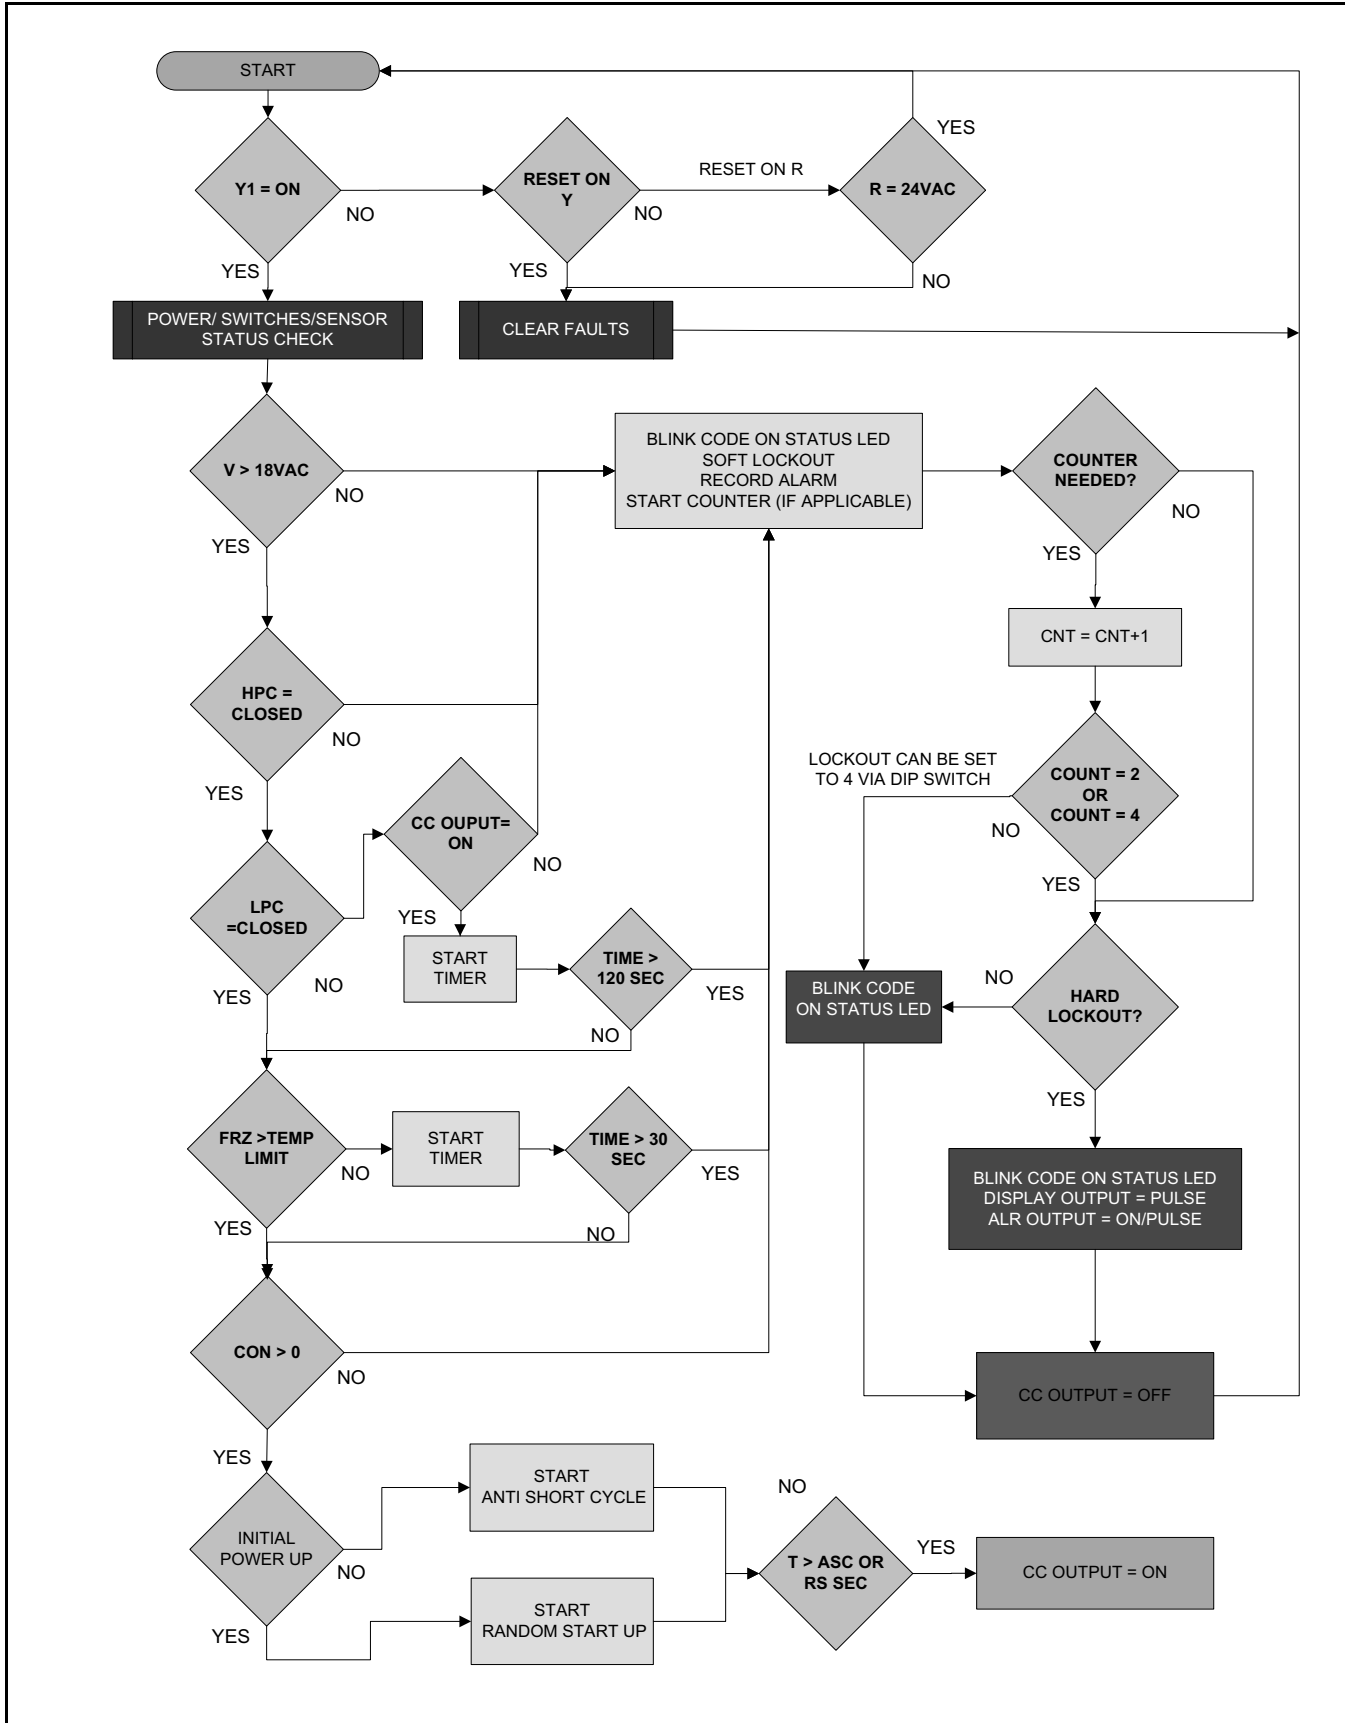 START
YES
Y1 = ON
NO
RESET ON
Y
NO
RESET ON R
R = 24VAC
YES
YES
NO
POWER/ SWITCHES/SENSOR
STATUS CHECK
CLEAR FAULTS
V > 18VAC
NO
YES
BLINK CODE ON STATUS LED
SOFT LOCKOUT
RECORD ALARM
START COUNTER (IF APPLICABLE)
COUNTER
NEEDED?
NO
YES
CNT = CNT+1
HPC =
CLOSED
NO
YES
LOCKOUT CAN BE SET
TO 4 VIA DIP SWITCH
COUNT = 2
OR
COUNT = 4
NO
YES
CC OUPUT=
ON
NO
YES
LPC
=CLOSED
NO
YES
START
TIMER
TIME >
120 SEC
YES
NO
BLINK CODE
ON STATUS LED
NO
HARD
LOCKOUT?
YES
FRZ >TEMP
LIMIT
NO
YES
START
TIMER
TIME > 30
SEC
YES
NO
BLINK CODE ON STATUS LED
DISPLAY OUTPUT = PULSE
ALR OUTPUT = ON/PULSE
CON > 0
NO
YES
CC OUTPUT = OFF
INITIAL
POWER UP
NO
YES
START
ANTI SHORT CYCLE
START
RANDOM START UP
NO
T > ASC OR
RS SEC
YES
CC OUTPUT = ON